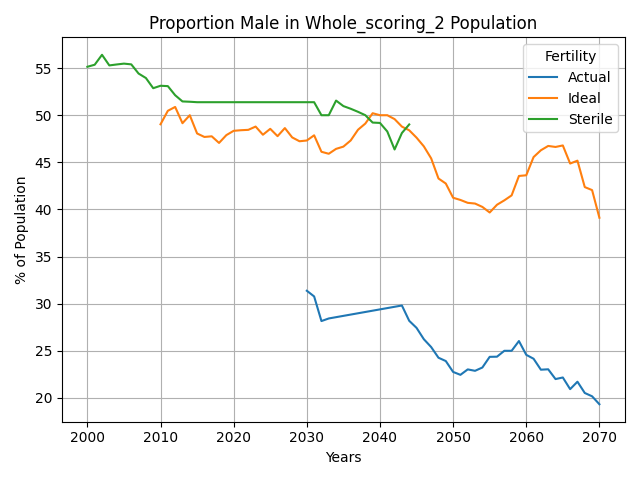 Proportion Male in Whole_scoring_2 Population
Fertility
Actual
Ideal
Sterile
% of Population
55
50
45
40
35
30
25
20
2000 2010 2020 2030 2040 2050 2060 2070
Years